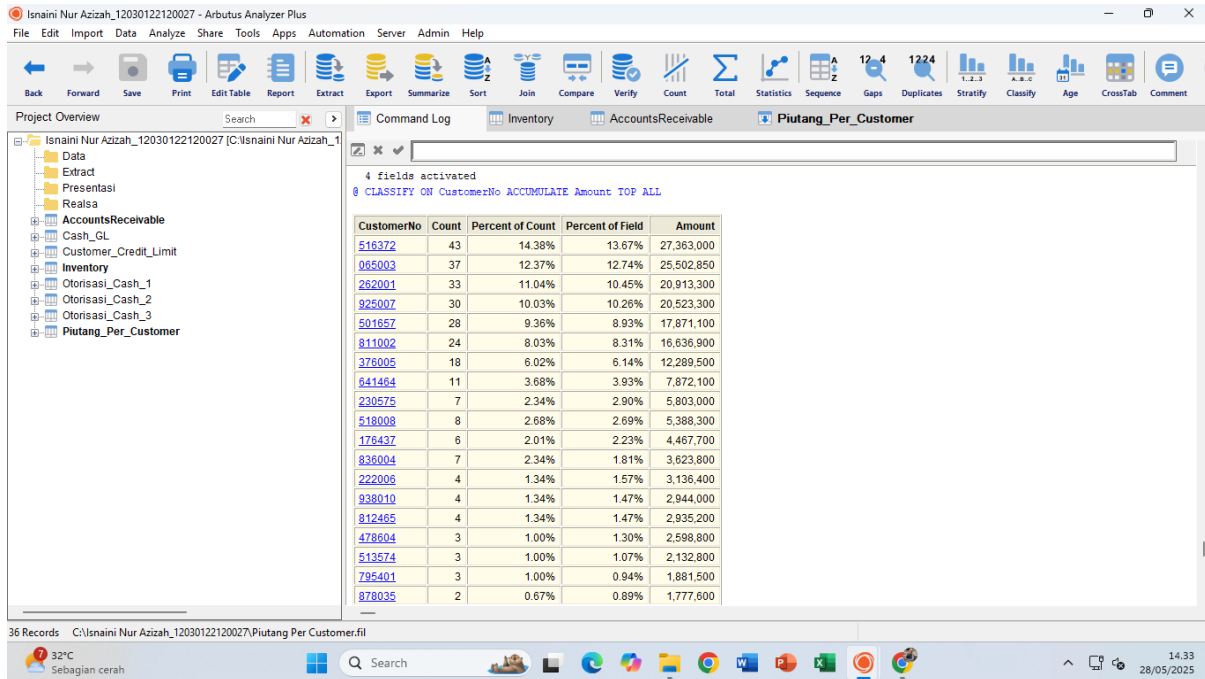 Isnaini Nur Azizah_12030122120027 - Arbutus Analyzer Plus
File Edit Import Data Analyze Share Tools Apps Automation Server Admin Help
Back Forward Save Print Edit Table Report Extract Export Summarize Sort Join Compare Verify Count Total Statistics Sequence Gaps Duplicates Stratify Classify Age CrossTab Comment
Project Overview Search
Command Log Inventory AccountsReceivable Piutang_Per_Customer
Isnaini Nur Azizah_12030122120027 [C:\Isnaini Nur Azizah_1
Data
Extract
Presentasi
Realsa
AccountsReceivable
Cash_GL
Customer_Credit_Limit
Inventory
Otorisasi_Cash_1
Otorisasi_Cash_2
Otorisasi_Cash_3
Piutang_Per_Customer
4 fields activated
@ CLASSIFY ON CustomerNo ACCUMULATE Amount TOP ALL
CustomerNo Count Percent of Count Percent of Field Amount
516372 43 14.38% 13.67% 27,363,000
065003 37 12.37% 12.74% 25,502,850
262001 33 11.04% 10.45% 20,913,300
925007 30 10.03% 10.26% 20,523,300
501657 28 9.36% 8.93% 17,871,100
811002 24 8.03% 8.31% 16,636,900
376005 18 6.02% 6.14% 12,289,500
641464 11 3.68% 3.93% 7,872,100
230575 7 2.34% 2.90% 5,803,000
518008 8 2.68% 2.69% 5,388,300
176437 6 2.01% 2.23% 4,467,700
836004 7 2.34% 1.81% 3,623,800
222006 4 1.34% 1.57% 3,136,400
938010 4 1.34% 1.47% 2,944,000
812465 4 1.34% 1.47% 2,935,200
478604 3 1.00% 1.30% 2,598,800
513574 3 1.00% 1.07% 2,132,800
795401 3 1.00% 0.94% 1,881,500
878035 2 0.67% 0.89% 1,777,600
36 Records C:\Isnaini Nur Azizah_12030122120027\Piutang Per Customer.fil
7
32°C
Sebagian cerah
Search
14.33
28/05/2025